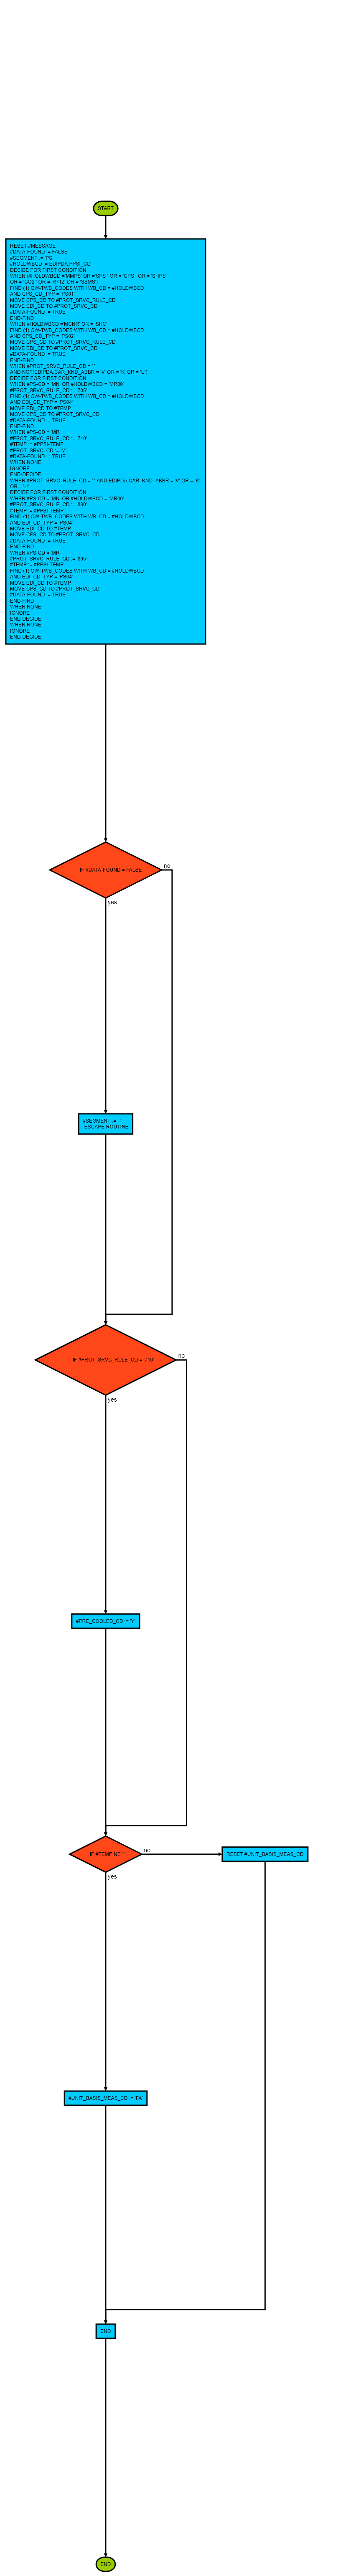 START
RESET #MESSAGE
#DATA-FOUND := FALSE
#SEGMENT := 'PS '
#HOLDWBCD := EDIPDA.PPSI_CD
DECIDE FOR FIRST CONDITION
WHEN (#HOLDWBCD ='MMPS' OR ='SPS ' OR = 'CPS ' OR = 'SHPS'
OR = 'CO2 ' OR = 'R712' OR = 'SSMS')
FIND (1) OW-TWB_CODES WITH WB_CD = #HOLDWBCD
AND CPS_CD_TYP = 'PS01'
MOVE CPS_CD TO #PROT_SRVC_RULE_CD
MOVE EDI_CD TO #PROT_SRVC_CD
#DATA-FOUND := TRUE
END-FIND
WHEN #HOLDWBCD ='MCNR' OR = 'SHC'
FIND (1) OW-TWB_CODES WITH WB_CD = #HOLDWBCD
AND CPS_CD_TYP = 'PS02'
MOVE CPS_CD TO #PROT_SRVC_RULE_CD
MOVE EDI_CD TO #PROT_SRVC_CD
#DATA-FOUND := TRUE
END-FIND
WHEN #PROT_SRVC_RULE_CD = ' '
AND NOT(EDIPDA.CAR_KND_ABBR = 'V' OR = 'K' OR = 'U')
DECIDE FOR FIRST CONDITION
WHEN #PS-CD = 'MN' OR #HOLDWBCD = 'MR00'
#PROT_SRVC_RULE_CD := '705'
FIND (1) OW-TWB_CODES WITH WB_CD = #HOLDWBCD
AND EDI_CD_TYP = 'PS04'
MOVE EDI_CD TO #TEMP
MOVE CPS_CD TO #PROT_SRVC_CD
#DATA-FOUND := TRUE
END-FIND
WHEN #PS-CD = 'MR'
#PROT_SRVC_RULE_CD := '710'
#TEMP := #PPSI-TEMP
#PROT_SRVC_CD := 'M'
#DATA-FOUND := TRUE
WHEN NONE
IGNORE
END-DECIDE
WHEN #PROT_SRVC_RULE_CD = ' ' AND EDIPDA.CAR_KND_ABBR = 'V' OR = 'K'
OR = 'U'
DECIDE FOR FIRST CONDITION
WHEN #PS-CD = 'MN' OR #HOLDWBCD = 'MR00'
#PROT_SRVC_RULE_CD := '830'
#TEMP := #PPSI-TEMP
FIND (1) OW-TWB_CODES WITH WB_CD = #HOLDWBCD
AND EDI_CD_TYP = 'PS04'
MOVE EDI_CD TO #TEMP
MOVE CPS_CD TO #PROT_SRVC_CD
#DATA-FOUND := TRUE
END-FIND
WHEN #PS-CD = 'MR'
#PROT_SRVC_RULE_CD := '805'
#TEMP := #PPSI-TEMP
FIND (1) OW-TWB_CODES WITH WB_CD = #HOLDWBCD
AND EDI_CD_TYP = 'PS04'
MOVE EDI_CD TO #TEMP
MOVE CPS_CD TO #PROT_SRVC_CD
#DATA-FOUND := TRUE
END-FIND
WHEN NONE
IGNORE
END-DECIDE
WHEN NONE
IGNORE
END-DECIDE
IF #DATA-FOUND = FALSE
no
yes
#SEGMENT := ' '
ESCAPE ROUTINE
IF #PROT_SRVC_RULE_CD = '710'
no
yes
#PRE_COOLED_CD := 'Y'
IF #TEMP NE ' '
no
RESET #UNIT_BASIS_MEAS_CD
yes
#UNIT_BASIS_MEAS_CD := 'FA'
END
END